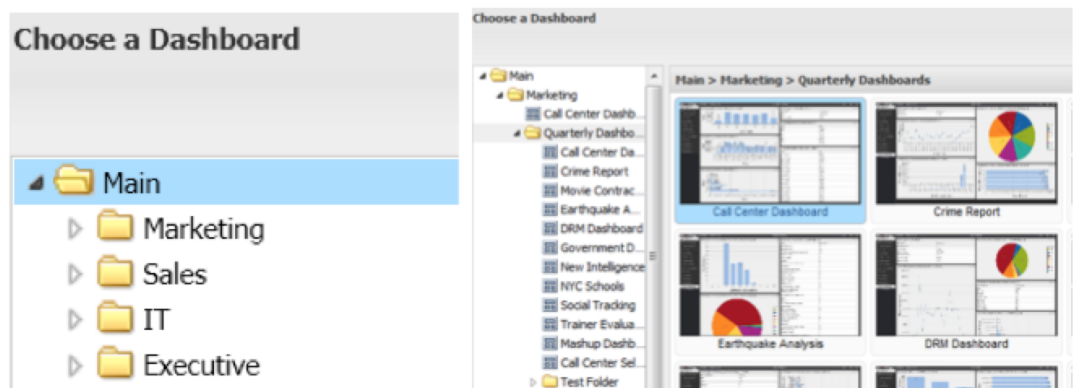 Choose a Dashboard
Main
Marketing
Sales
IT
Executive
Choose a Dashboard
Main
Marketing
Call Center Dashb...
Quarterly Dashbo...
Call Center Da...
Crime Report
Movie Contrac...
Earthquake A...
DRM Dashboard
Government D...
New Intelligence
NYC Schools
Social Tracking
Trainer Evalua...
Mashup Dashb...
Call Center Sel...
Test Folder
Main > Marketing > Quarterly Dashboards
Call Center Dashboard
Crime Report
Earthquake Analysis
DRM Dashboard